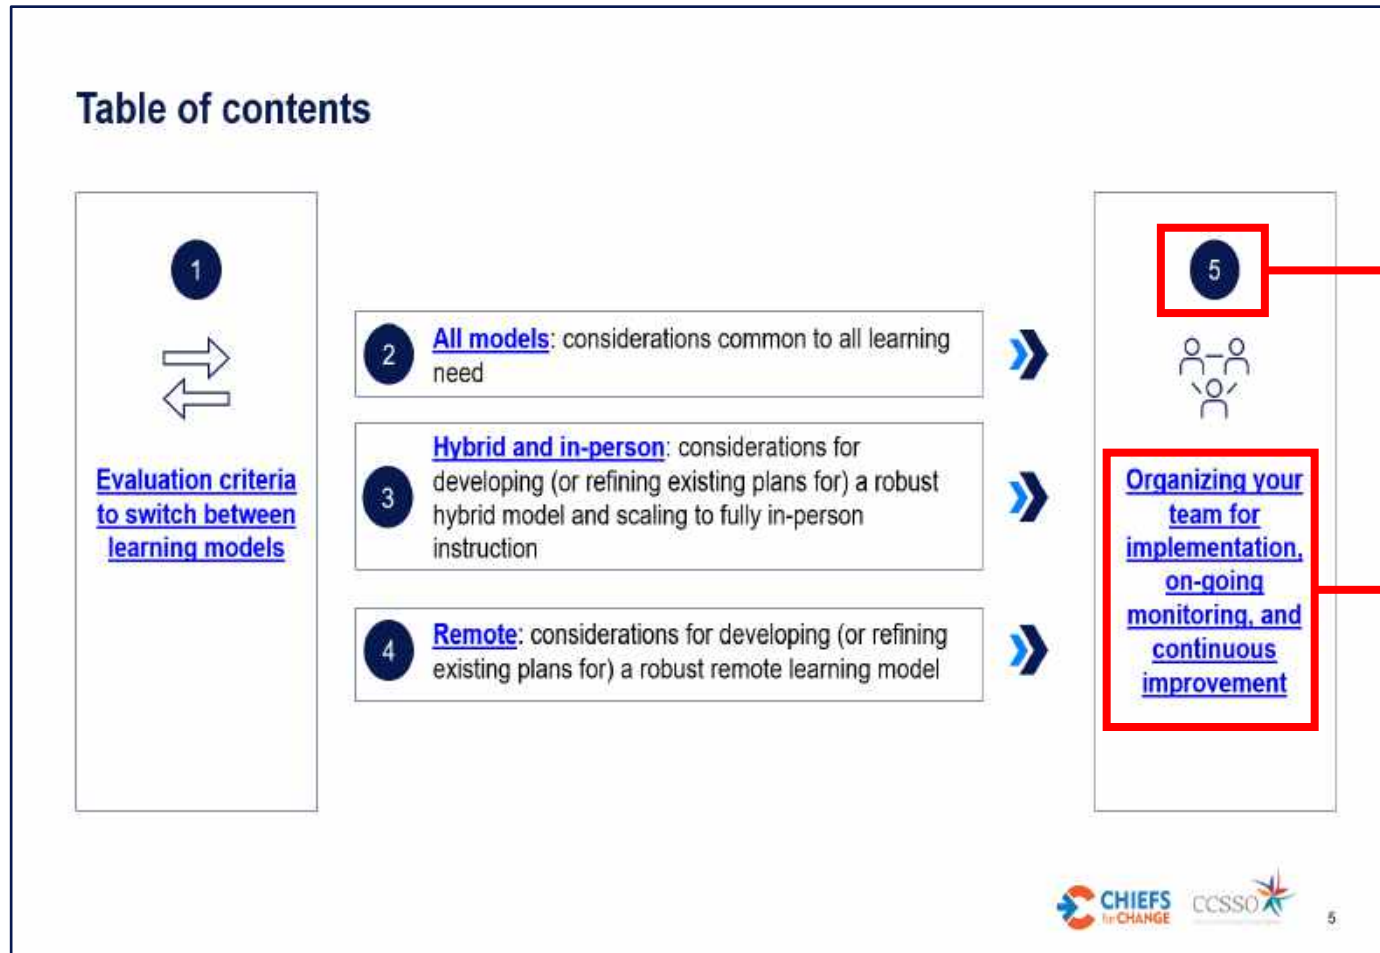 Table of contents
1
Evaluation criteria
to switch between
learning models
2
All models: considerations common to all learning
need
3
Hybrid and in-person: considerations for
developing (or refining existing plans for) a robust
hybrid model and scaling to fully in-person
instruction
4
Remote: considerations for developing (or refining
existing plans for) a robust remote learning model
5
Organizing your
team for
implementation,
on-going
monitoring, and
continuous
improvement
CHIEFS
for CHANGE
CCSSO
5